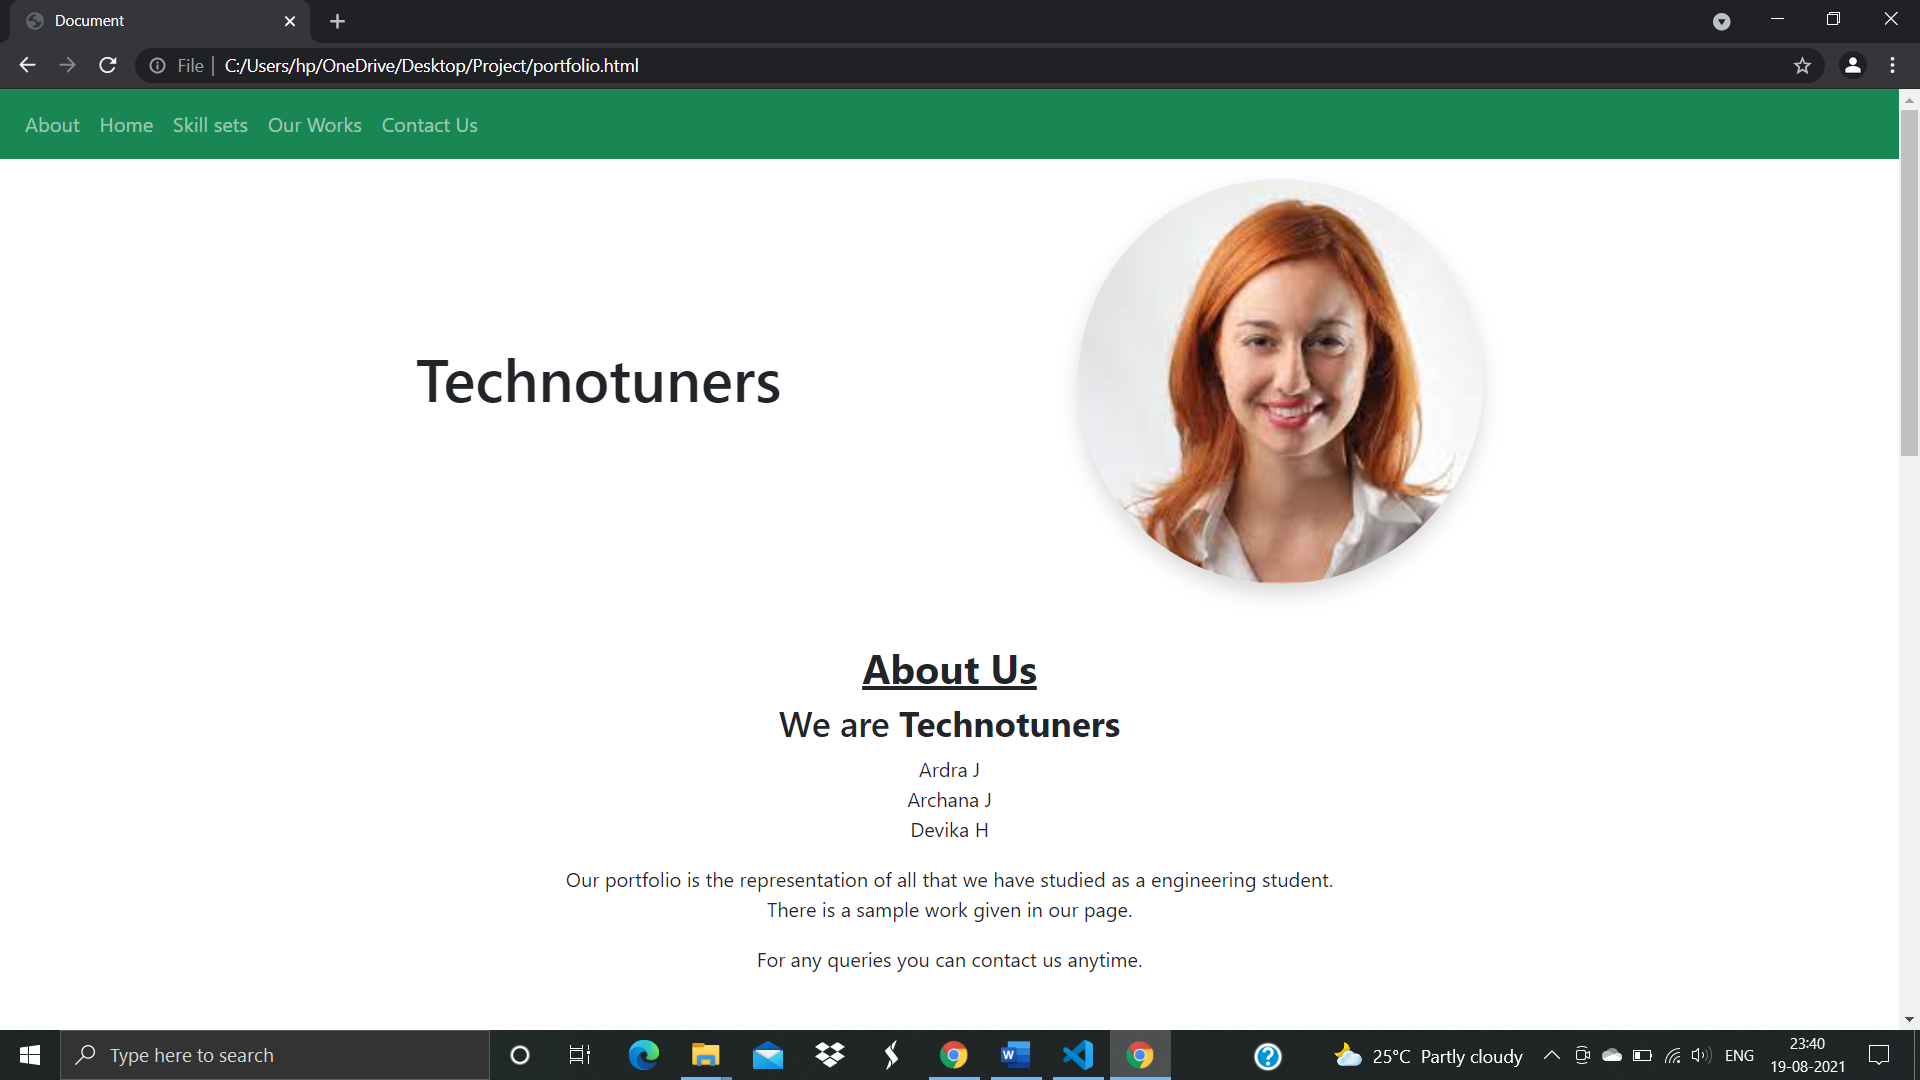 Document
File | C:/Users/hp/OneDrive/Desktop/Project/portfolio.html
About Home Skill sets Our Works Contact Us
Technotuners
About Us
We are Technotuners
Ardra J
Archana J
Devika H
Our portfolio is the representation of all that we have studied as a engineering student.
There is a sample work given in our page.
For any queries you can contact us anytime.
Type here to search
25°C Partly cloudy
ENG
23:40
19-08-2021